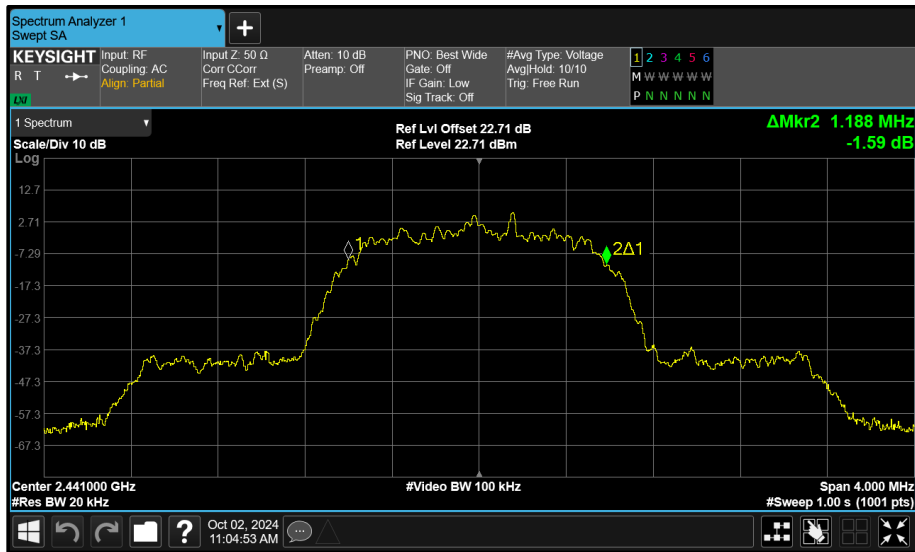 Spectrum Analyzer 1
Swept SA
+
KEYSIGHT
R T
LXI
Input: RF
Coupling: AC
Align: Partial
Input Z: 50 Ω
Corr CCorr
Freq Ref: Ext (S)
Atten: 10 dB
Preamp: Off
PNO: Best Wide
Gate: Off
IF Gain: Low
Sig Track: Off
#Avg Type: Voltage
Avg|Hold: 10/10
Trig: Free Run
1 2 3 4 5 6
M W W W W W
P N N N N N
1 Spectrum
Scale/Div 10 dB
Log
Ref Lvl Offset 22.71 dB
Ref Level 22.71 dBm
ΔMkr2 1.188 MHz
-1.59 dB
12.7
2.71
-7.29
-17.3
-27.3
-37.3
-47.3
-57.3
-67.3
1
2Δ1
Center 2.441000 GHz
#Res BW 20 kHz
#Video BW 100 kHz
Span 4.000 MHz
#Sweep 1.00 s (1001 pts)
?
Oct 02, 2024
11:04:53 AM